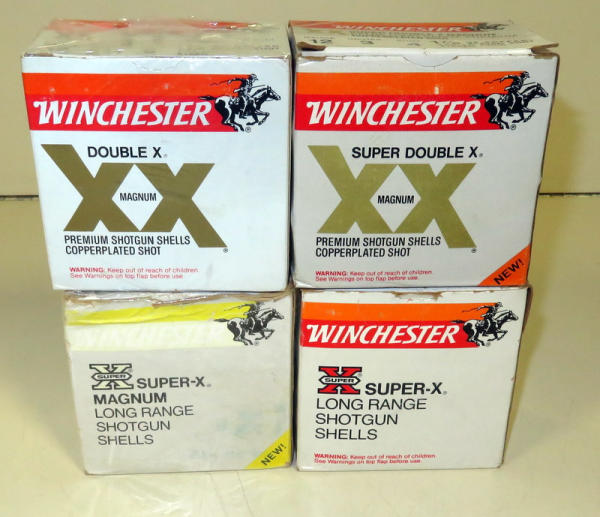 WINCHESTER
DOUBLE X®
XX
MAGNUM
PREMIUM SHOTGUN SHELLS
COPPERPLATED SHOT
WARNING: Keep out of reach of children.
See Warnings on top flap before use.
12 3 4
WINCHESTER
SUPER DOUBLE X®
XX
MAGNUM
PREMIUM SHOTGUN SHELLS
COPPERPLATED SHOT
WARNING: Keep out of reach of children.
See Warnings on top flap before use.
NEW!
WINCHESTER
X SUPER SUPER-X®
MAGNUM
LONG RANGE
SHOTGUN
SHELLS
NEW!
WINCHESTER
X SUPER SUPER-X®
LONG RANGE
SHOTGUN
SHELLS
WARNING: Keep out of reach of children.
See Warnings on top flap before use.